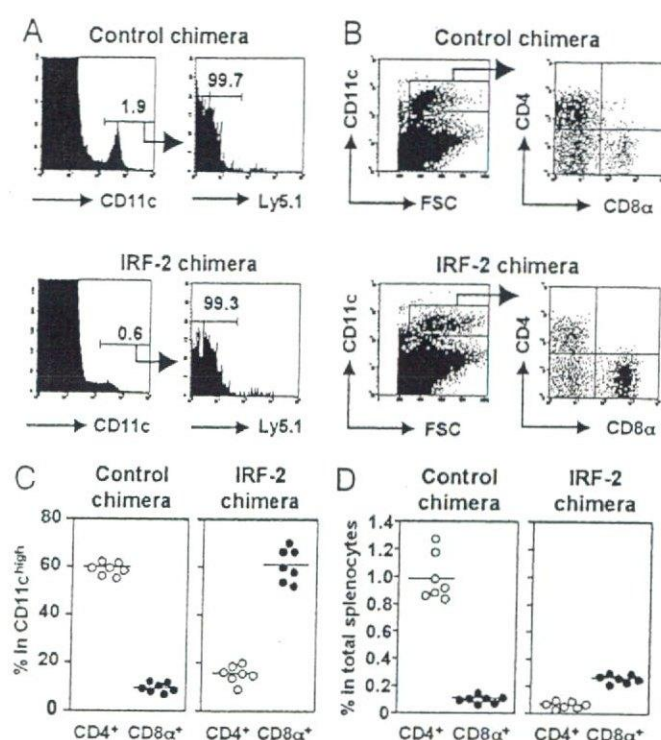 A
B
Control chimera
Control chimera
1.9
99.7
CD11c
Ly5.1
CD11c
FSC
CD4
CD8α
IRF-2 chimera
IRF-2 chimera
0.6
99.3
CD11c
Ly5.1
CD11c
FSC
CD4
CD8α
C
Control chimera
IRF-2 chimera
% in CD11c^high
80
60
40
20
0
CD4⁺ CD8α⁺
CD4⁺ CD8α⁺
D
Control chimera
IRF-2 chimera
% in total splenocytes
1.4
1.2
1.0
0.8
0.6
0.4
0.2
0
CD4⁺ CD8α⁺
CD4⁺ CD8α⁺